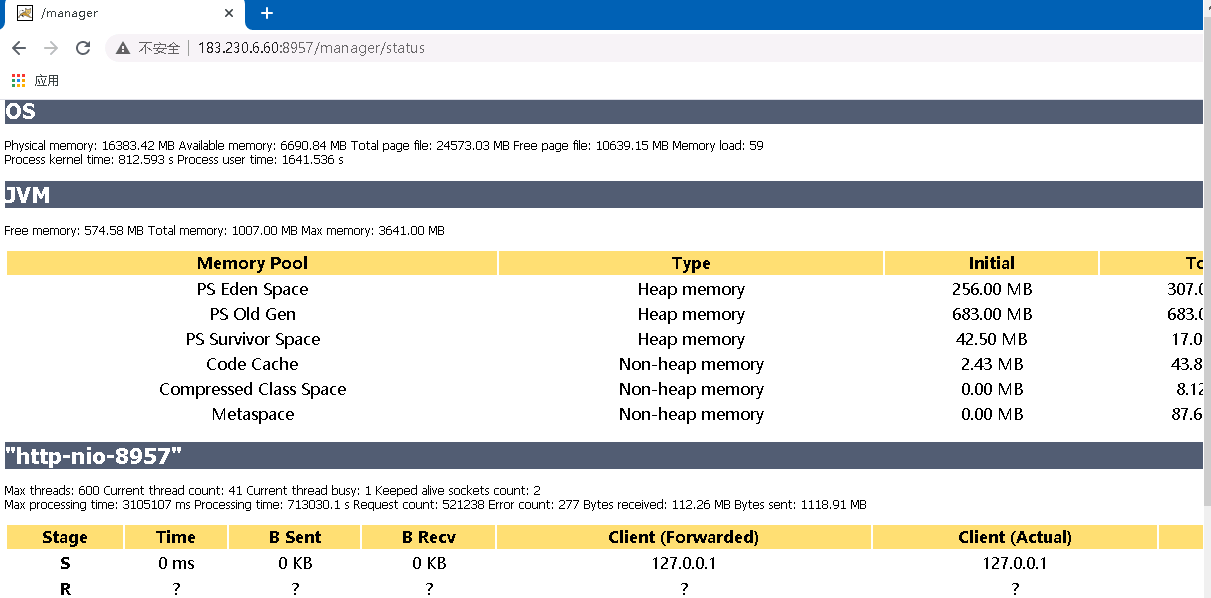 /manager
不安全 183.230.6.60:8957/manager/status
应用
OS
Physical memory: 16383.42 MB Available memory: 6690.84 MB Total page file: 24573.03 MB Free page file: 10639.15 MB Memory load: 59
Process kernel time: 812.593 s Process user time: 1641.536 s
JVM
Free memory: 574.58 MB Total memory: 1007.00 MB Max memory: 3641.00 MB
Memory Pool Type Initial
PS Eden Space Heap memory 256.00 MB 307.
PS Old Gen Heap memory 683.00 MB 683.
PS Survivor Space Heap memory 42.50 MB 17.0
Code Cache Non-heap memory 2.43 MB 43.8
Compressed Class Space Non-heap memory 0.00 MB 8.12
Metaspace Non-heap memory 0.00 MB 87.6
"http-nio-8957"
Max threads: 600 Current thread count: 41 Current thread busy: 1 Keeped alive sockets count: 2
Max processing time: 3105107 ms Processing time: 713030.1 s Request count: 521238 Error count: 277 Bytes received: 112.26 MB Bytes sent: 1118.91 MB
Stage Time B Sent B Recv Client (Forwarded) Client (Actual)
S 0 ms 0 KB 0 KB 127.0.0.1 127.0.0.1
R ? ? ? ? ?